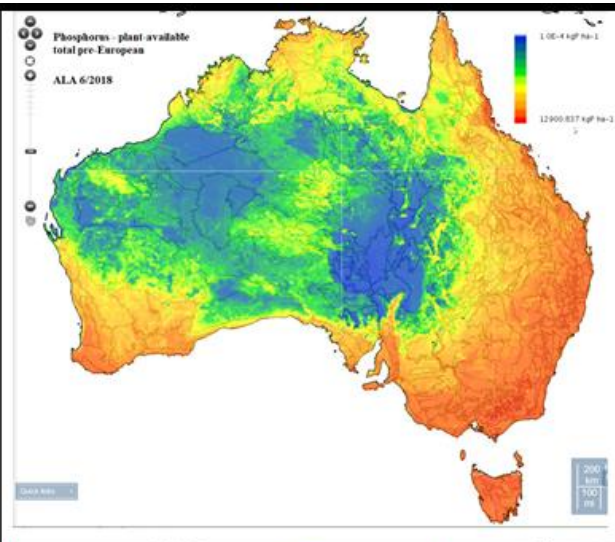 Phosphorus - plant-available
total pre-European
ALA 6/2018
1.0E-4 kgP ha-1
12900.837 kgP ha-1
200
km
100
mi
Quick links